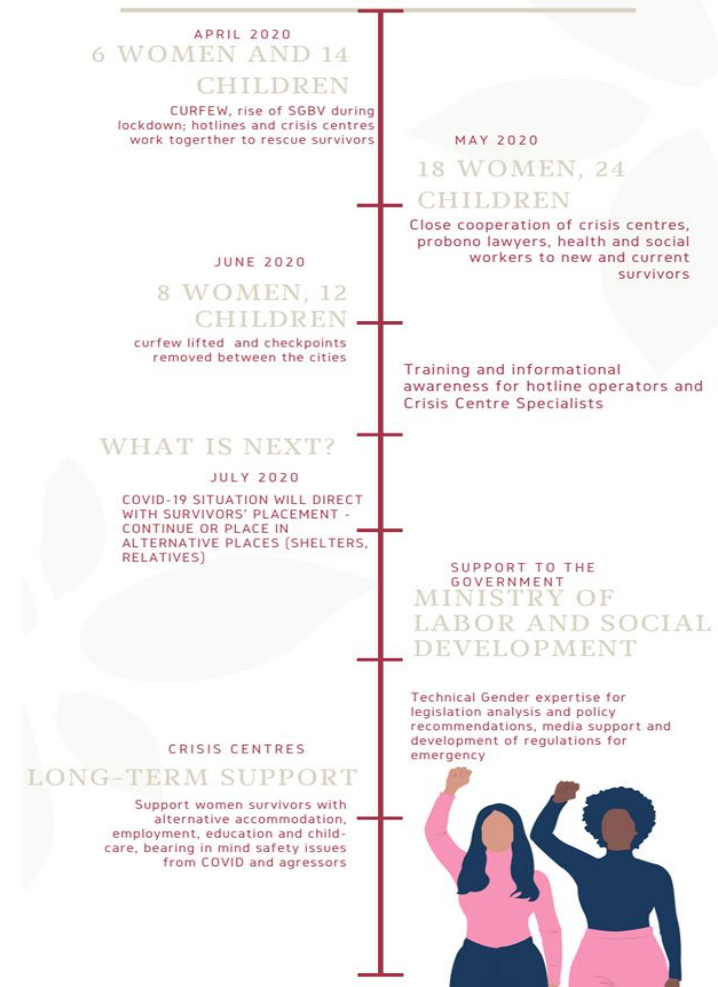 APRIL 2020
6 WOMEN AND 14
CHILDREN
CURFEW, rise of SGBV during
lockdown; hotlines and crisis centres
work togerther to rescue survivors
MAY 2020
18 WOMEN, 24
CHILDREN
Close cooperation of crisis centres,
probono lawyers, health and social
workers to new and current
survivors
JUNE 2020
8 WOMEN, 12
CHILDREN
curfew lifted and checkpoints
removed between the cities
Training and informational
awareness for hotline operators and
Crisis Centre Specialists
WHAT IS NEXT?
JULY 2020
COVID-19 SITUATION WILL DIRECT
WITH SURVIVORS' PLACEMENT -
CONTINUE OR PLACE IN
ALTERNATIVE PLACES (SHELTERS,
RELATIVES)
SUPPORT TO THE
GOVERNMENT
MINISTRY OF
LABOR AND SOCIAL
DEVELOPMENT
Technical Gender expertise for
legislation analysis and policy
recommendations, media support and
development of regulations for
emergency
CRISIS CENTRES
LONG-TERM SUPPORT
Support women survivors with
alternative accommodation,
employment, education and child-
care, bearing in mind safety issues
from COVID and agressors